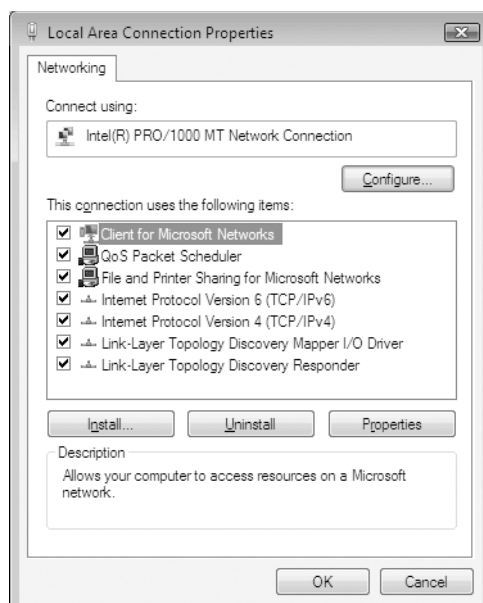 Local Area Connection Properties
Networking
Connect using:
Intel(R) PRO/1000 MT Network Connection
Configure...
This connection uses the following items:
Client for Microsoft Networks
QoS Packet Scheduler
File and Printer Sharing for Microsoft Networks
Internet Protocol Version 6 (TCP/IPv6)
Internet Protocol Version 4 (TCP/IPv4)
Link-Layer Topology Discovery Mapper I/O Driver
Link-Layer Topology Discovery Responder
Install...
Uninstall
Properties
Description
Allows your computer to access resources on a Microsoft
network.
OK
Cancel